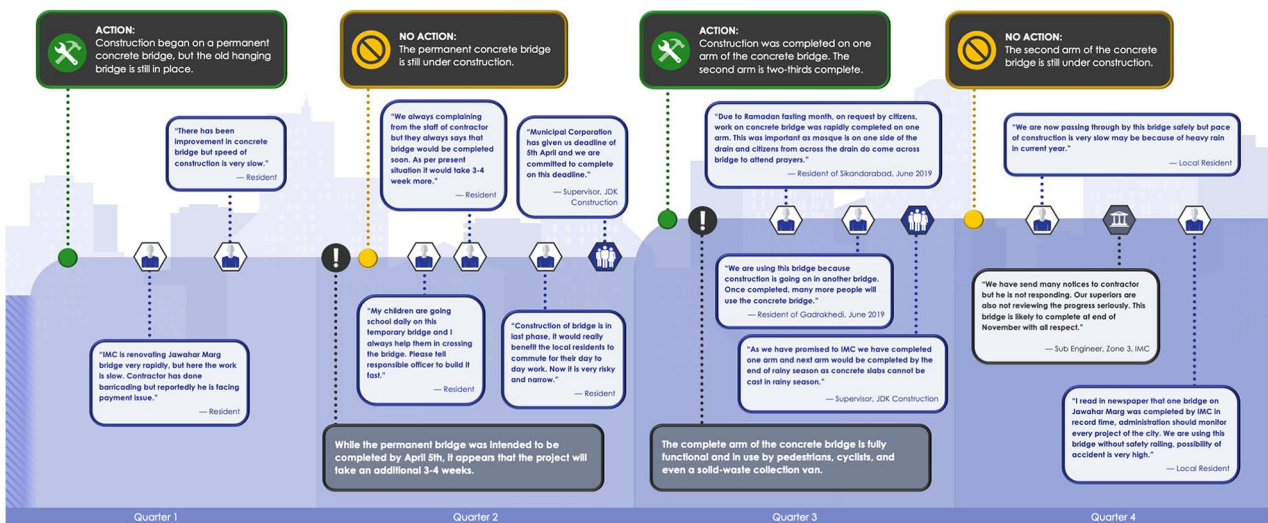 ACTION:
Construction began on a permanent
concrete bridge, but the old hanging
bridge is still in place.
"There has been
improvement in concrete
bridge but speed of
construction is very slow."
— Resident
"IMC is renovating Jawahar Marg
bridge very rapidly, but here the work
is slow. Contractor has done
barricading but reportedly he is facing
payment issue."
— Resident
NO ACTION:
The permanent concrete bridge
is still under construction.
"We always complaining
from the staff of contractor
but they always says that
bridge would be completed
soon. As per present
situation it would take 3-4
week more."
— Resident
"Municipal Corporation
has given us deadline of
5th April and we are
committed to complete
on this deadline."
— Supervisor, JDK
Construction
"My children are going
school daily on this
temporary bridge and I
always help them in crossing
the bridge. Please tell
responsible officer to build it
fast."
— Resident
"Construction of bridge is in
last phase, it would really
benefit the local residents to
commute for their day to
day work. Now it is very risky
and narrow."
— Resident
While the permanent bridge was intended to be
completed by April 5th, it appears that the project will
take an additional 3-4 weeks.
ACTION:
Construction was completed on one
arm of the concrete bridge. The
second arm is two-thirds complete.
"Due to Ramadan fasting month, on request by citizens,
work on concrete bridge was rapidly completed on one
arm. This was important as mosque is on one side of the
drain and citizens from across the drain do come across
bridge to attend prayers."
— Resident of Sikandarabad, June 2019
"We are using this bridge because
construction is going on in another bridge.
Once completed, many more people will
use the concrete bridge."
— Resident of Gadrakhedi, June 2019
"As we have promised to IMC we have completed
one arm and next arm would be completed by the
end of rainy season as concrete slabs cannot be
cast in rainy season."
— Supervisor, JDK Construction
The complete arm of the concrete bridge is fully
functional and in use by pedestrians, cyclists, and
even a solid-waste collection van.
NO ACTION:
The second arm of the concrete
bridge is still under construction.
"We are now passing through by this bridge safely but pace
of construction is very slow may be because of heavy rain
in current year."
— Local Resident
"We have send many notices to contractor
but he is not responding. Our superiors are
also not reviewing the progress seriously. This
bridge is likely to complete at end of
November with all respect."
— Sub Engineer, Zone 3, IMC
"I read in newspaper that one bridge on
Jawahar Marg was completed by IMC in
record time, administration should monitor
every project of the city. We are using this
bridge without safety railing, possibility of
accident is very high."
— Local Resident
Quarter 1
Quarter 2
Quarter 3
Quarter 4